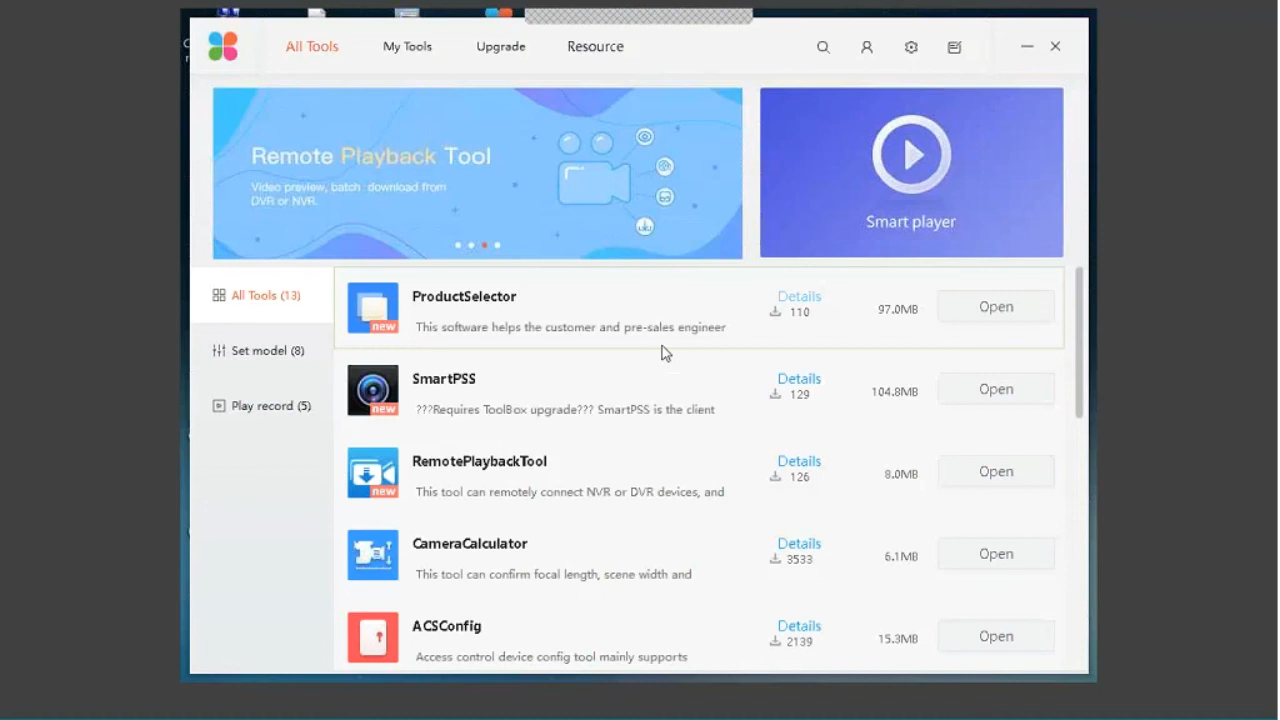 All Tools
My Tools
Upgrade
Resource
Remote Playback Tool
Video preview, batch download from
DVR or NVR.
Smart player
All Tools (13)
Set model (8)
Play record (5)
new
ProductSelector
This software helps the customer and pre-sales engineer
Details
110
97.0MB
Open
new
SmartPSS
???Requires ToolBox upgrade??? SmartPSS is the client
Details
129
104.8MB
Open
new
RemotePlaybackTool
This tool can remotely connect NVR or DVR devices, and
Details
126
8.0MB
Open
CameraCalculator
This tool can confirm focal length, scene width and
Details
3533
6.1MB
Open
ACSConfig
Access control device config tool mainly supports
Details
2139
15.3MB
Open